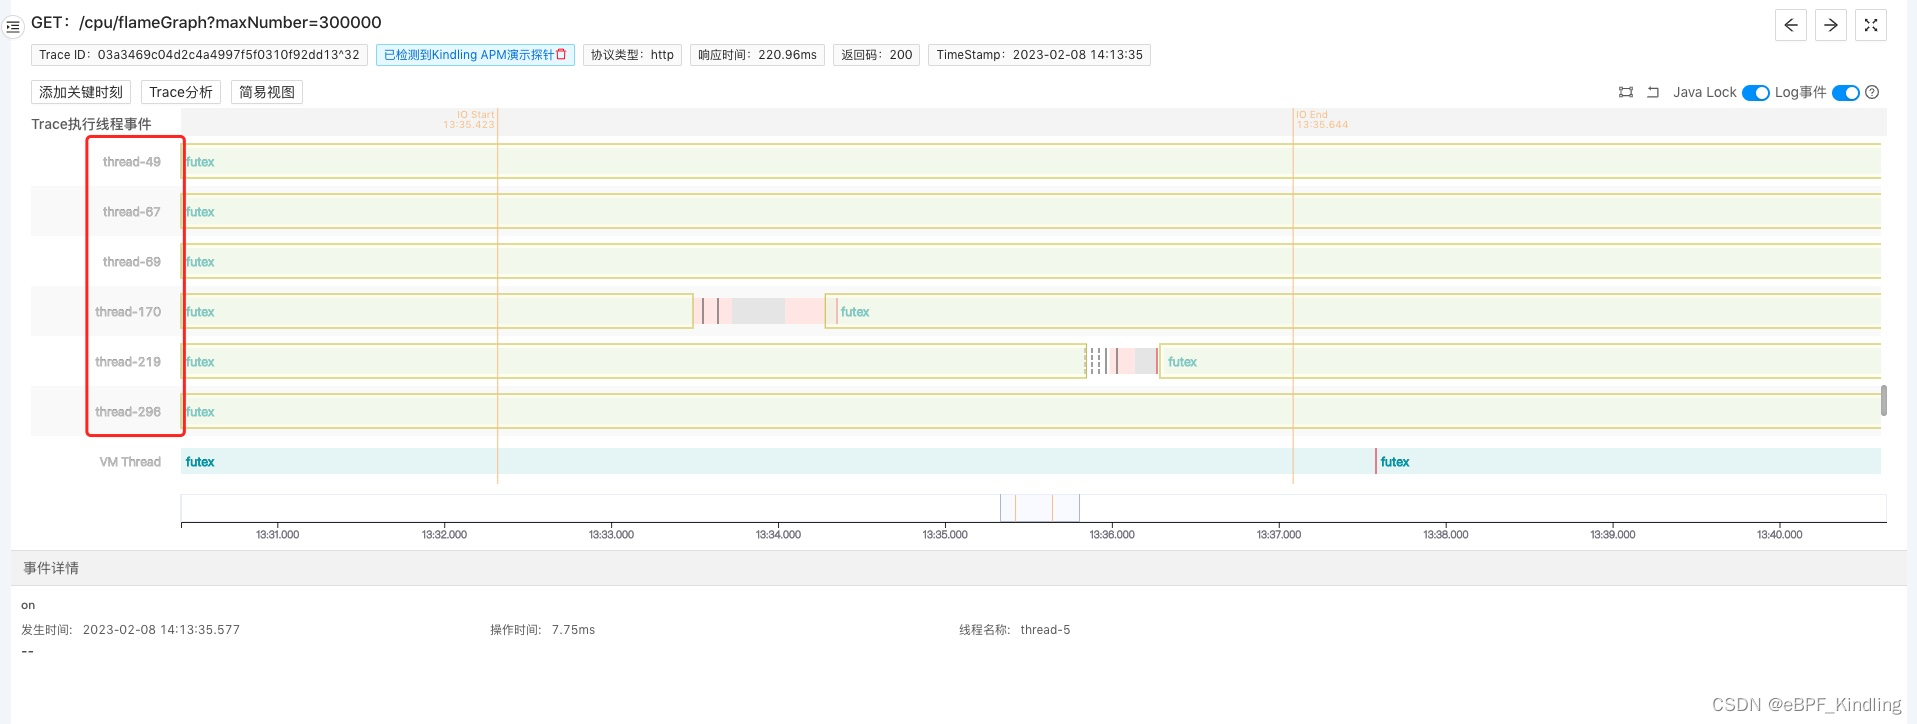 GET：/cpu/flameGraph?maxNumber=300000
Trace ID：03a3469c04d2c4a4997f5f0310f92dd13^32 已检测到Kindling APM演示探针 协议类型：http 响应时间：220.96ms 返回码：200 TimeStamp：2023-02-08 14:13:35
添加关键时刻 Trace分析 简易视图 Java Lock Log事件
Trace执行线程事件
IO Start
13:35.423
IO End
13:35.644
thread-49 futex
thread-67 futex
thread-69 futex
thread-170 futex futex
thread-219 futex futex
thread-296 futex
VM Thread futex futex
13:31.000 13:32.000 13:33.000 13:34.000 13:35.000 13:36.000 13:37.000 13:38.000 13:39.000 13:40.000
事件详情
on
发生时间: 2023-02-08 14:13:35.577 操作时间: 7.75ms 线程名称: thread-5
--
CSDN @eBPF_Kindling